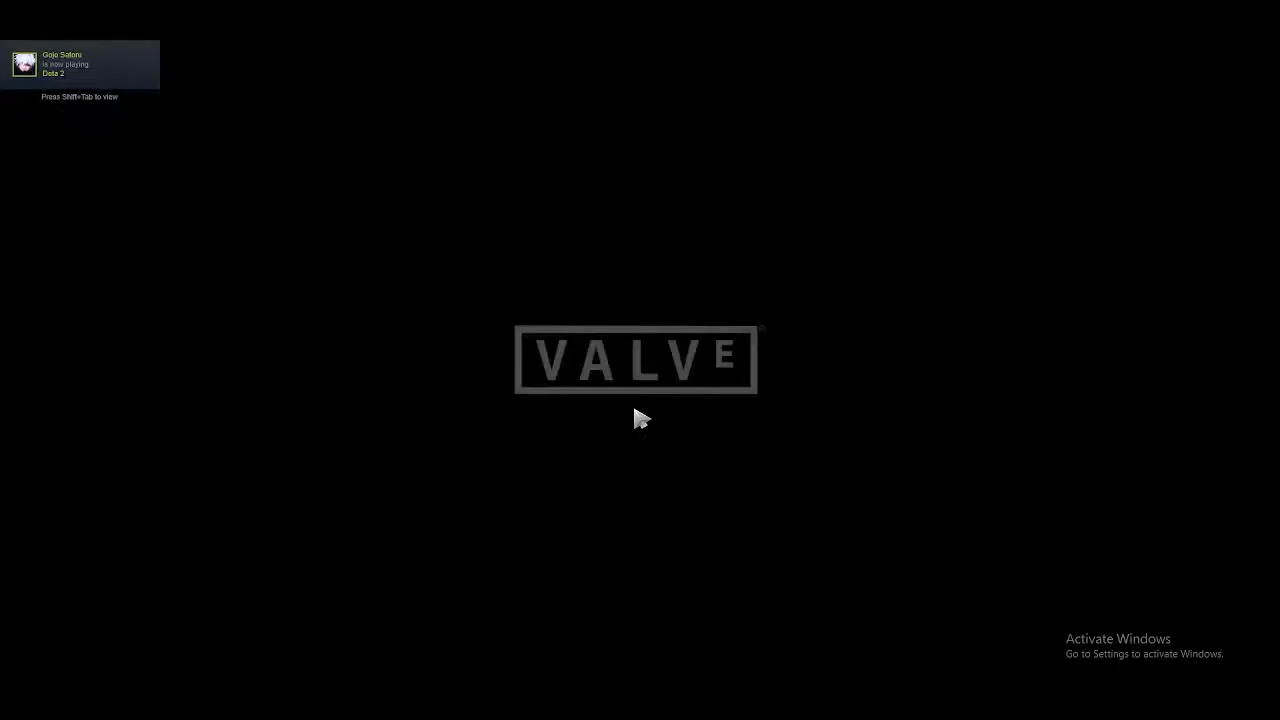 Gojo Satoru
is now playing
Dota 2
Press Shift+Tab to view
VALVE
Activate Windows
Go to Settings to activate Windows.